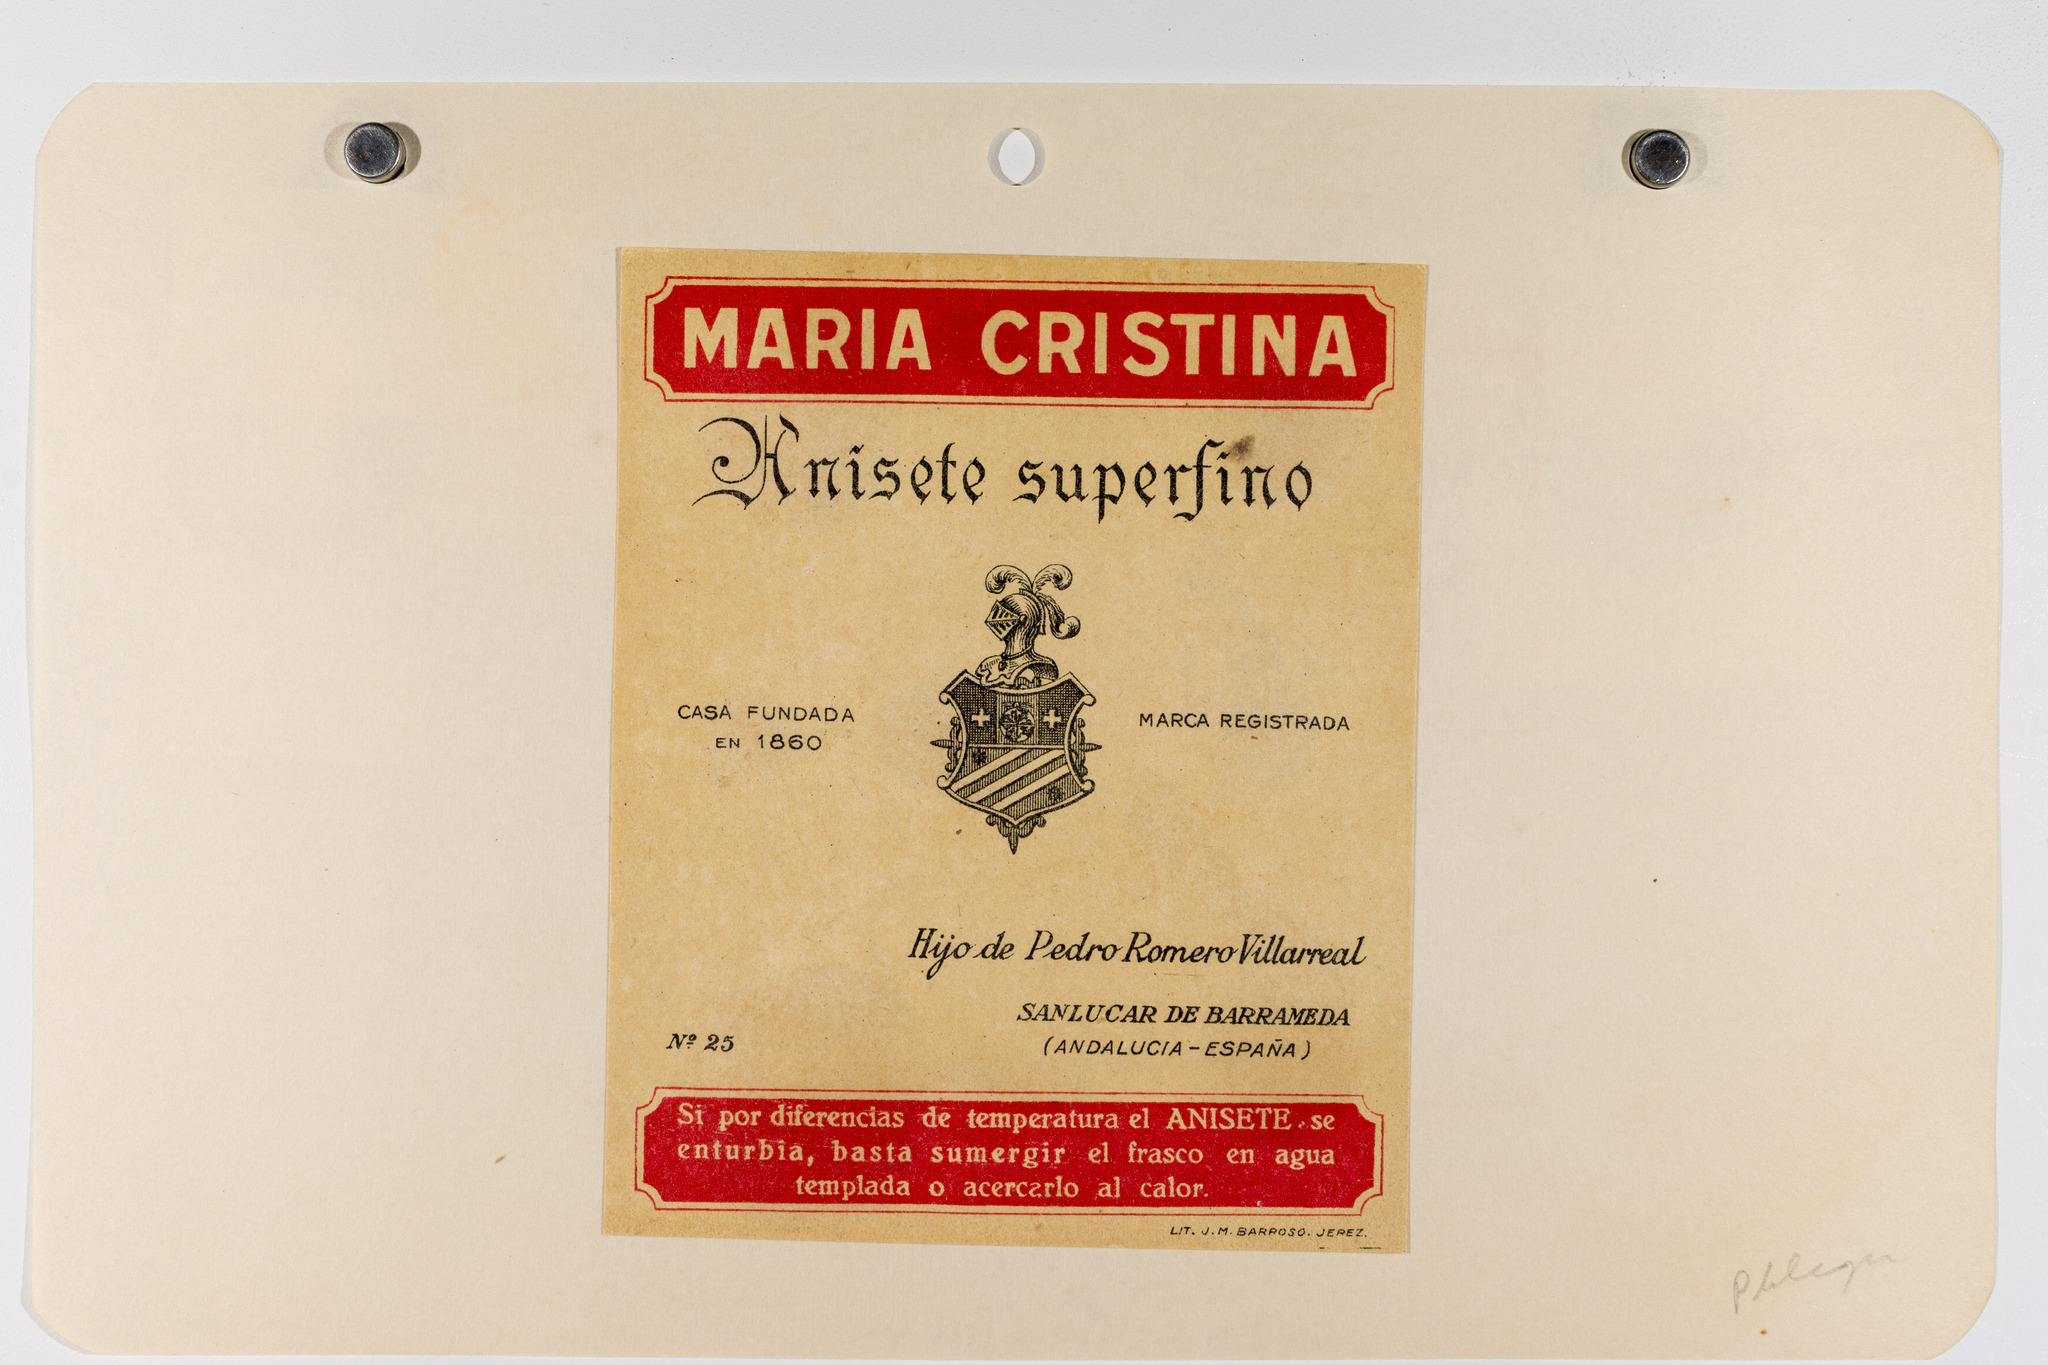 MARIA CRISTINA
Anisete superfino
CASA FUNDADA
EN 1860
MARCA REGISTRADA
Hijo de Pedro Romero Villarreal
SANLUCAR DE BARRAMEDA
(ANDALUCIA-ESPAÑA)
Nº 25
Si por diferencias de temperatura el ANISETE se
enturbia, basta sumergir el frasco en agua
templada o acercarlo al calor.
LIT. J. M. BARROSO. JEREZ.